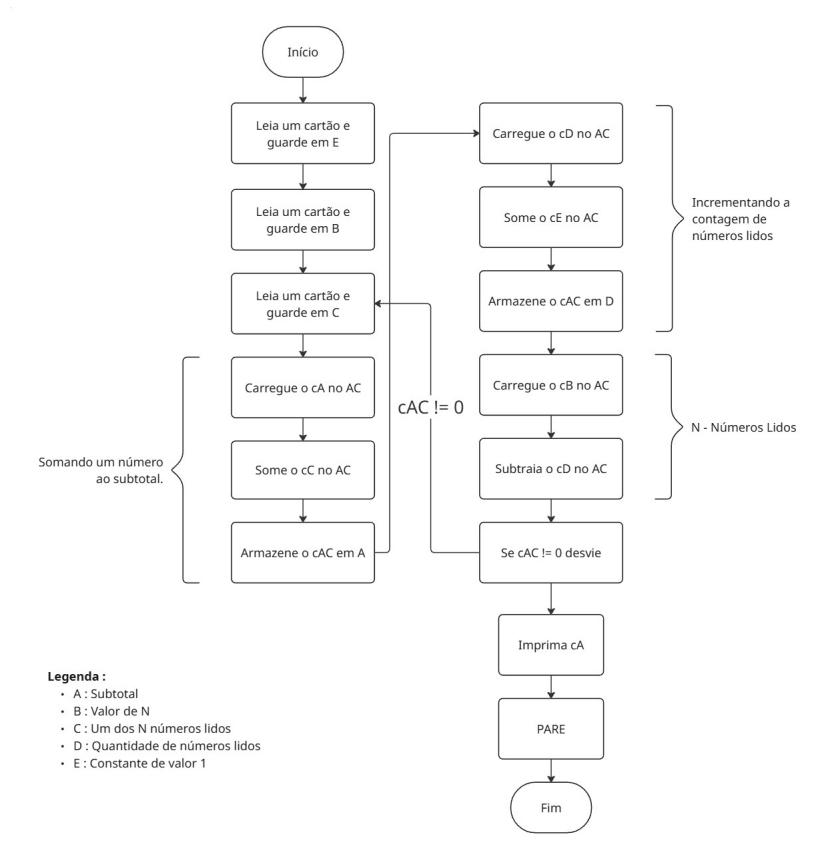 Início
Leia um cartão e
guarde em E
Leia um cartão e
guarde em B
Leia um cartão e
guarde em C
Carregue o cA no AC
Some o cC no AC
Armazene o cAC em A
Somando um número
ao subtotal.
cAC != 0
Carregue o cD no AC
Some o cE no AC
Armazene o cAC em D
Incrementando a
contagem de
números lidos
Carregue o cB no AC
Subtraia o cD no AC
N - Números Lidos
Se cAC != 0 desvie
Imprima cA
PARE
Fim
Legenda :
• A : Subtotal
• B : Valor de N
• C : Um dos N números lidos
• D : Quantidade de números lidos
• E : Constante de valor 1